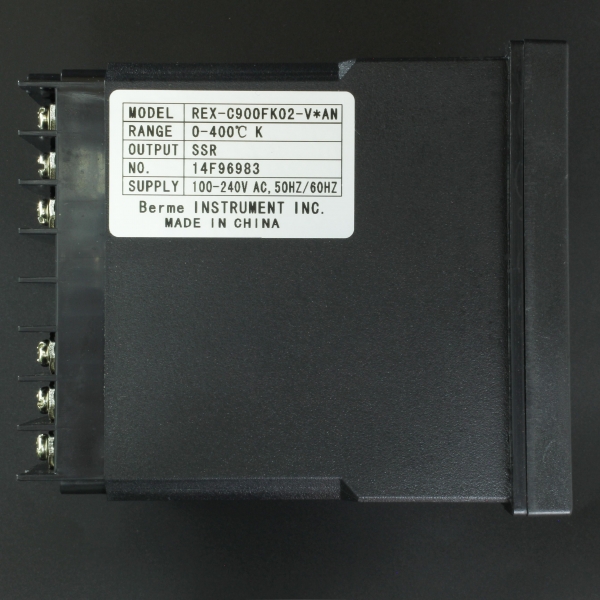 MODEL REX-C900FK02-V*AN
RANGE 0-400℃ K
OUTPUT SSR
NO. 14F96983
SUPPLY 100-240V AC, 50HZ/60HZ
Berme INSTRUMENT INC.
MADE IN CHINA